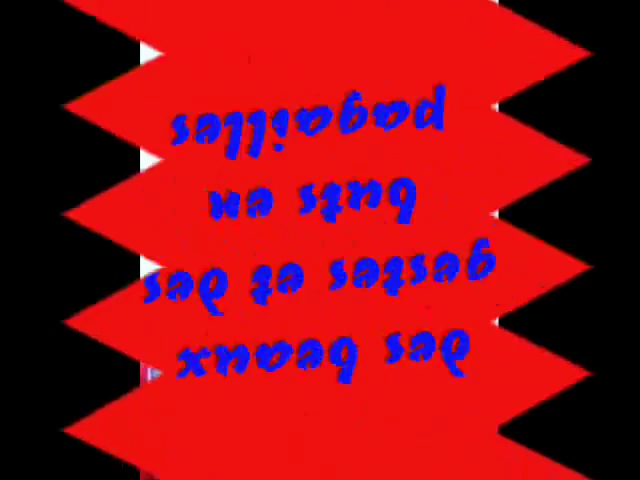 des beaux
gestes et des
buts en
pagailles